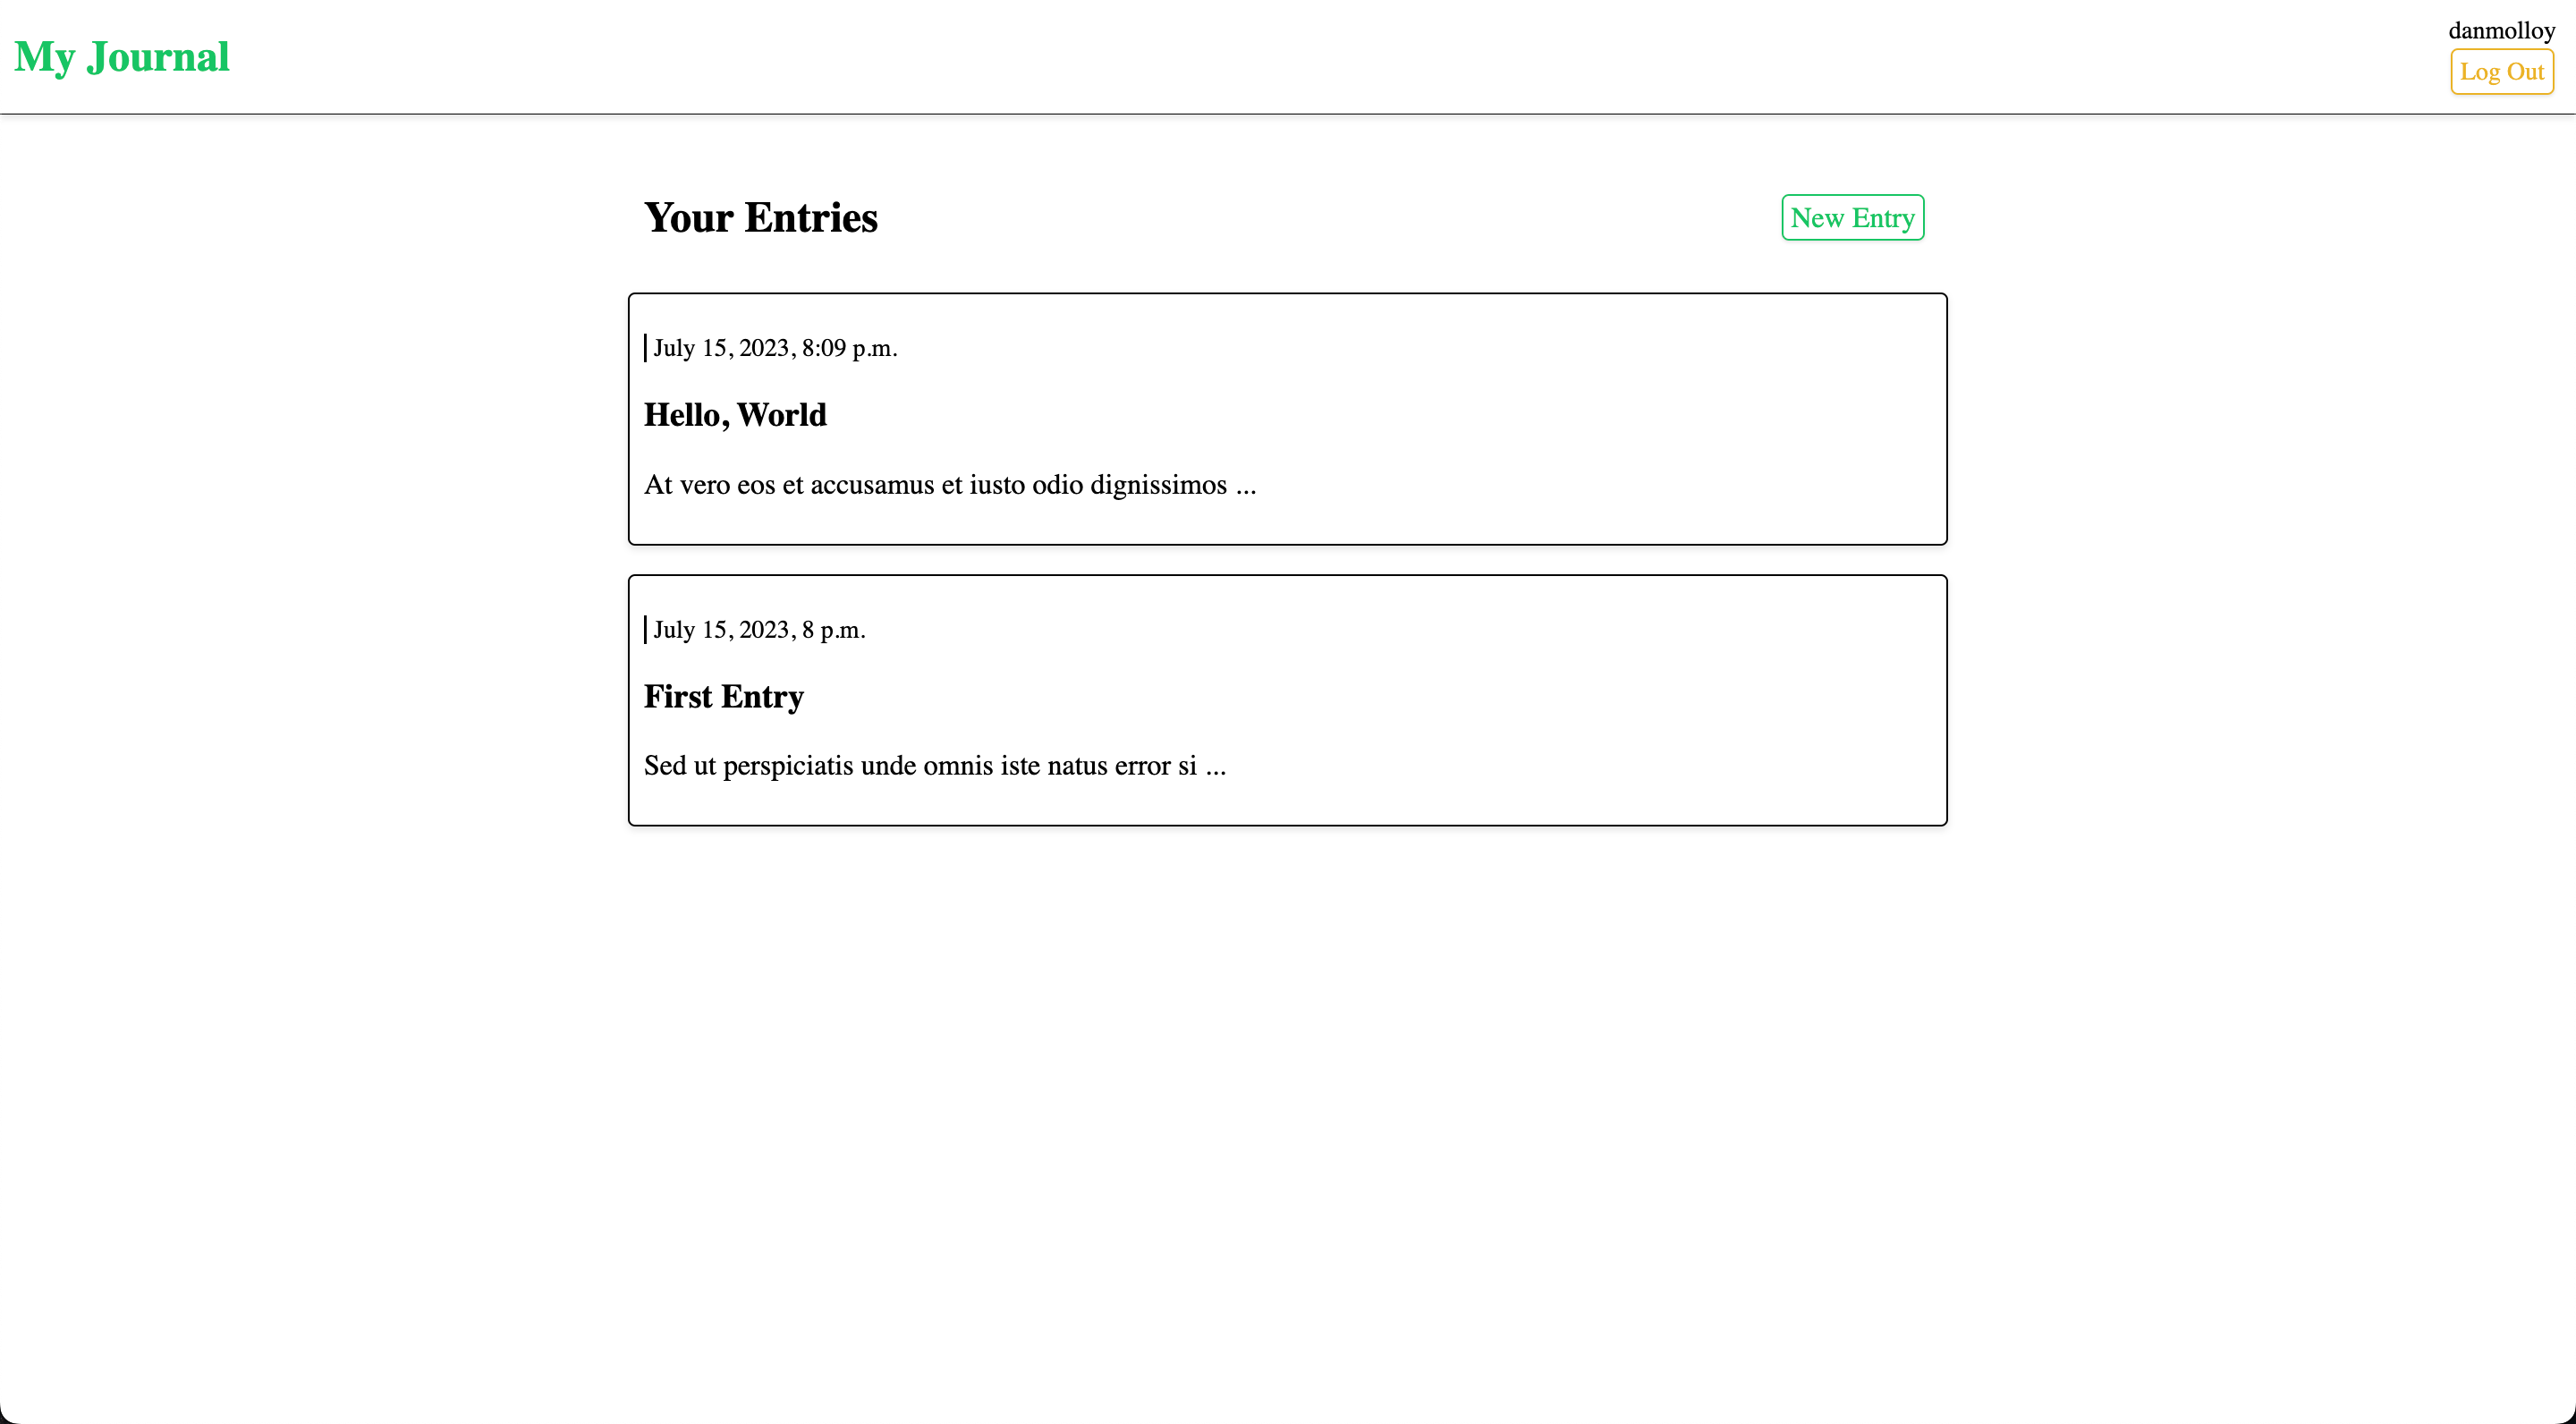 My Journal
danmolloy
Log Out
Your Entries
New Entry
July 15, 2023, 8:09 p.m.
Hello, World
At vero eos et accusamus et iusto odio dignissimos ...
July 15, 2023, 8 p.m.
First Entry
Sed ut perspiciatis unde omnis iste natus error si ...